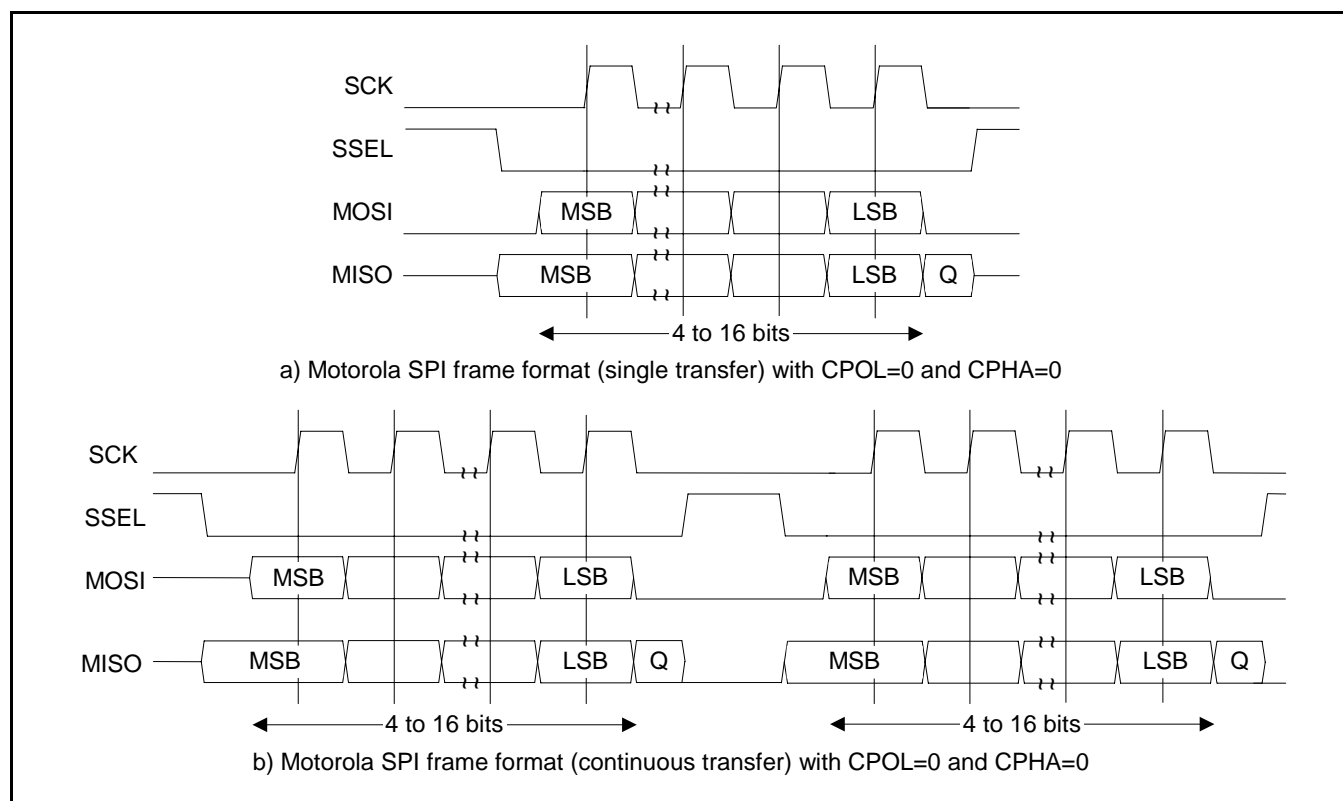 SCK
SSEL
MOSI MSB LSB
MISO MSB LSB Q
4 to 16 bits
a) Motorola SPI frame format (single transfer) with CPOL=0 and CPHA=0
SCK
SSEL
MOSI MSB LSB MSB LSB
MISO MSB LSB Q MSB LSB Q
4 to 16 bits 4 to 16 bits
b) Motorola SPI frame format (continuous transfer) with CPOL=0 and CPHA=0